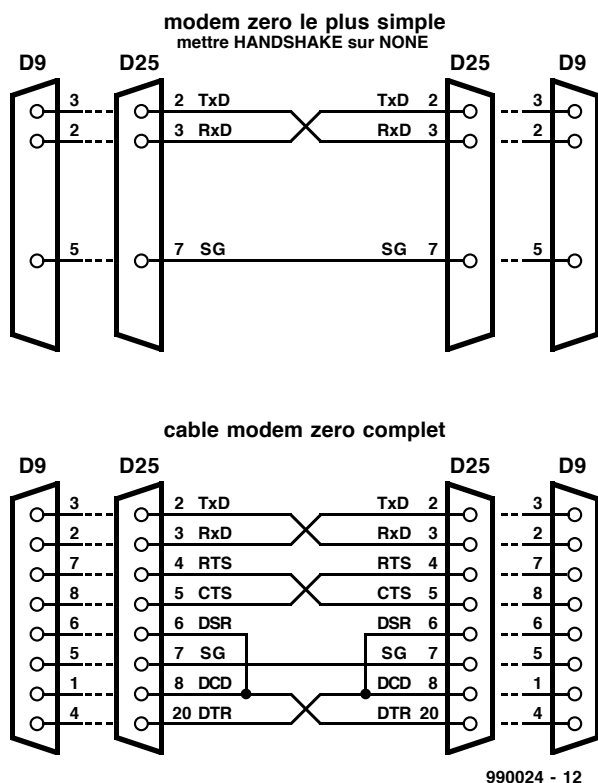 modem zero le plus simple
mettre HANDSHAKE sur NONE
D9 D25 D25 D9
3 2 TxD TxD 2 3
2 3 RxD RxD 3 2
5 7 SG SG 7 5
cable modem zero complet
D9 D25 D25 D9
3 2 TxD TxD 2 3
2 3 RxD RxD 3 2
7 4 RTS RTS 4 7
8 5 CTS CTS 5 8
6 6 DSR DSR 6 6
5 7 SG SG 7 5
1 8 DCD DCD 8 1
4 20 DTR DTR 20 4
990024 - 12